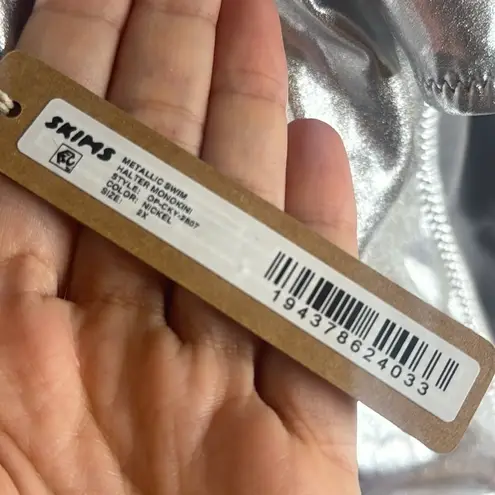 SKIMS
METALLIC SWIM
HALTER MONOKINI
STYLE: OP-CKY-2807
COLOR: NICKEL
SIZE: 2X
194378624033